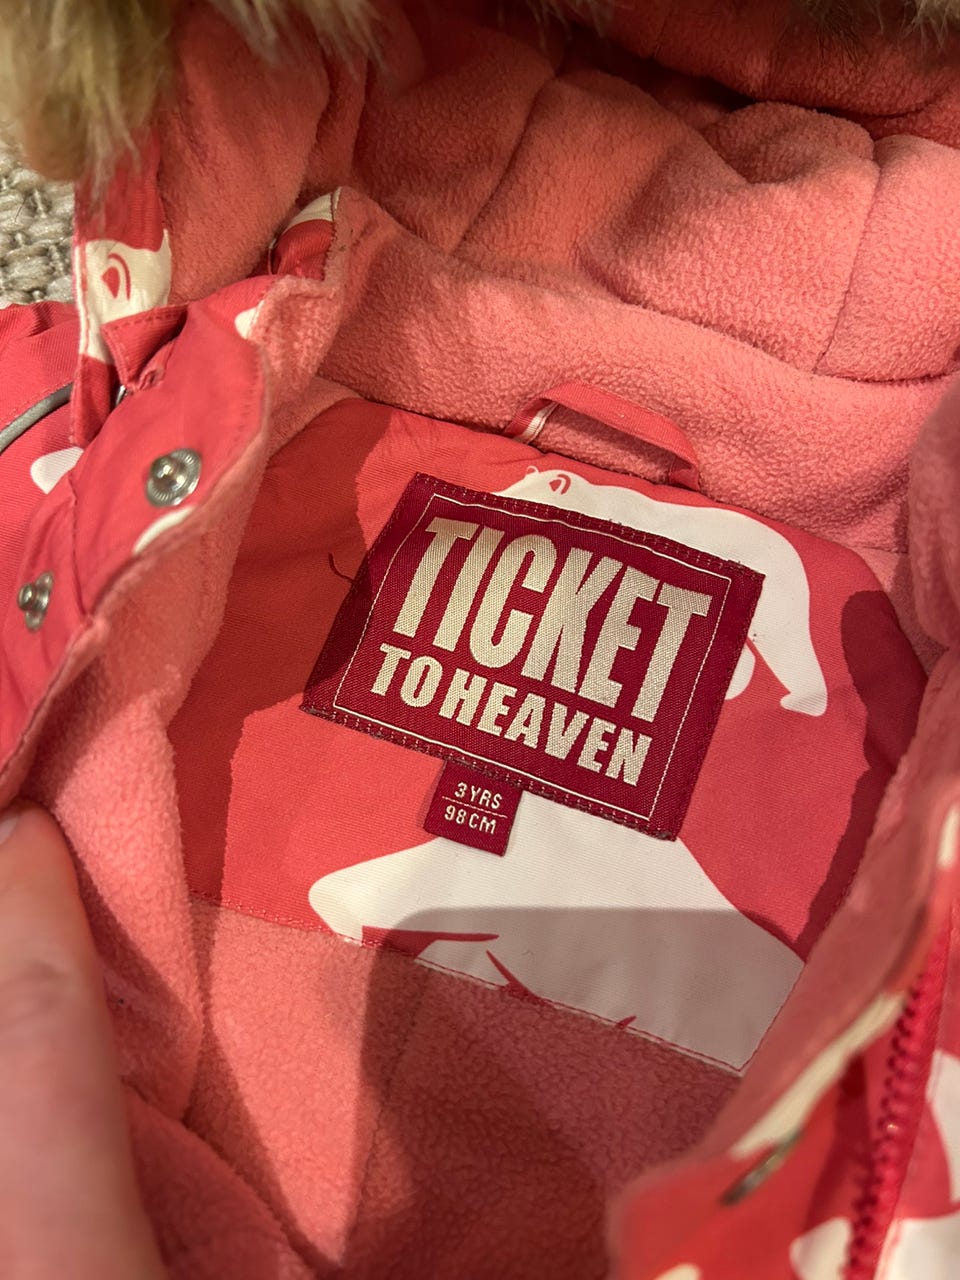 TICKET
TO HEAVEN
3 YRS
98 CM